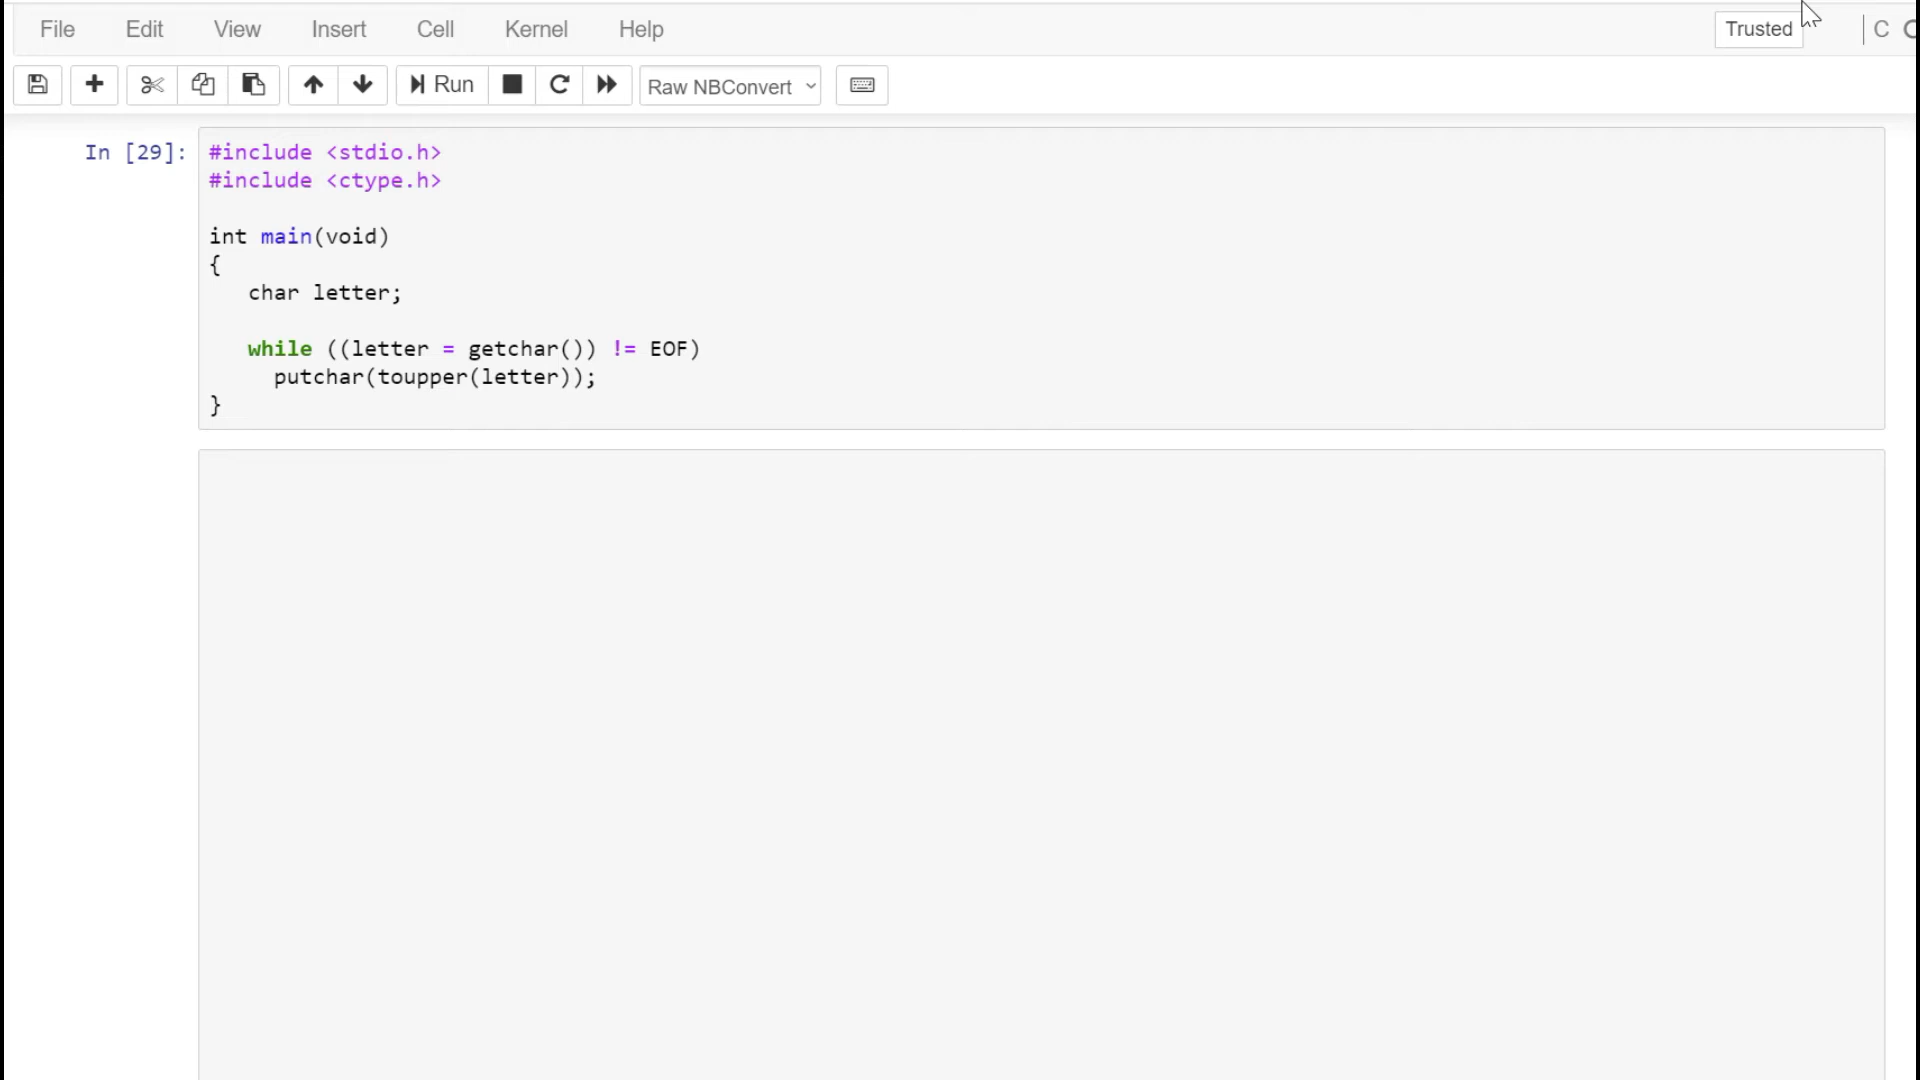 File Edit View Insert Cell Kernel Help Trusted C
Run Raw NBConvert
In [29]: #include <stdio.h>
#include <ctype.h>
int main(void)
{
char letter;
while ((letter = getchar()) != EOF)
putchar(toupper(letter));
}